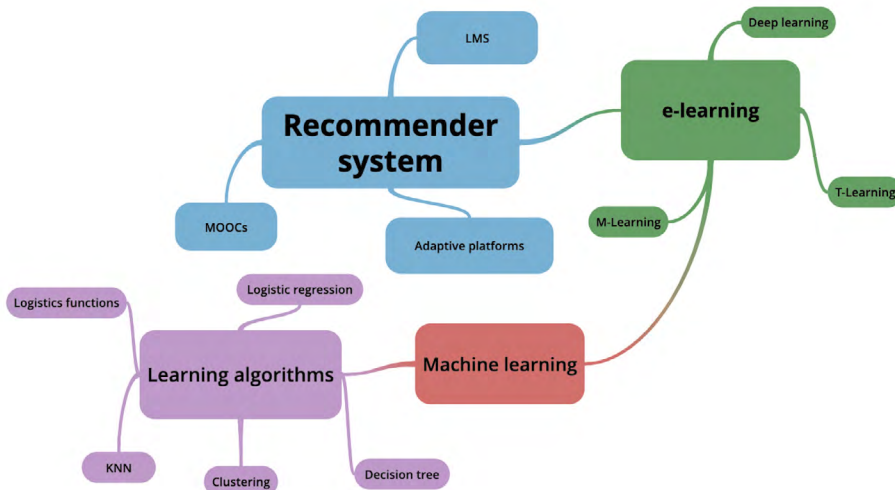 LMS
Deep learning
Recommender
system
e-learning
T-Learning
MOOCs
M-Learning
Adaptive platforms
Logistic regression
Logistics functions
Learning algorithms
Machine learning
KNN
Clustering
Decision tree